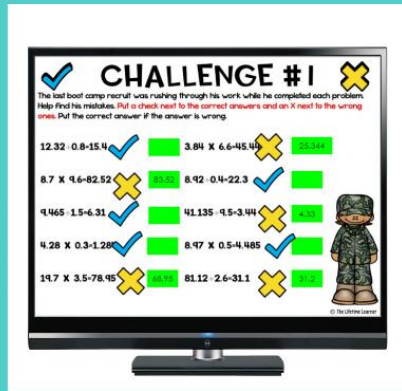 CHALLENGE #1
The last boot camp recruit was rushing through his work while he completed each problem.
Help find his mistakes. Put a check next to the correct answers and an X next to the wrong
ones. Put the correct answer if the answer is wrong.
12.32÷0.8=15.4
3.84 X 6.6=45.44
25.344
8.7 X 9.6=82.52
83.52
8.92÷0.4=22.3
9.465÷1.5=6.31
41.135÷9.5=3.44
4.33
4.28 X 0.3=1.28
8.97 X 0.5=4.485
19.7 X 3.5=78.95
68.95
81.12÷2.6=31.1
31.2
© The Lifetime Learner